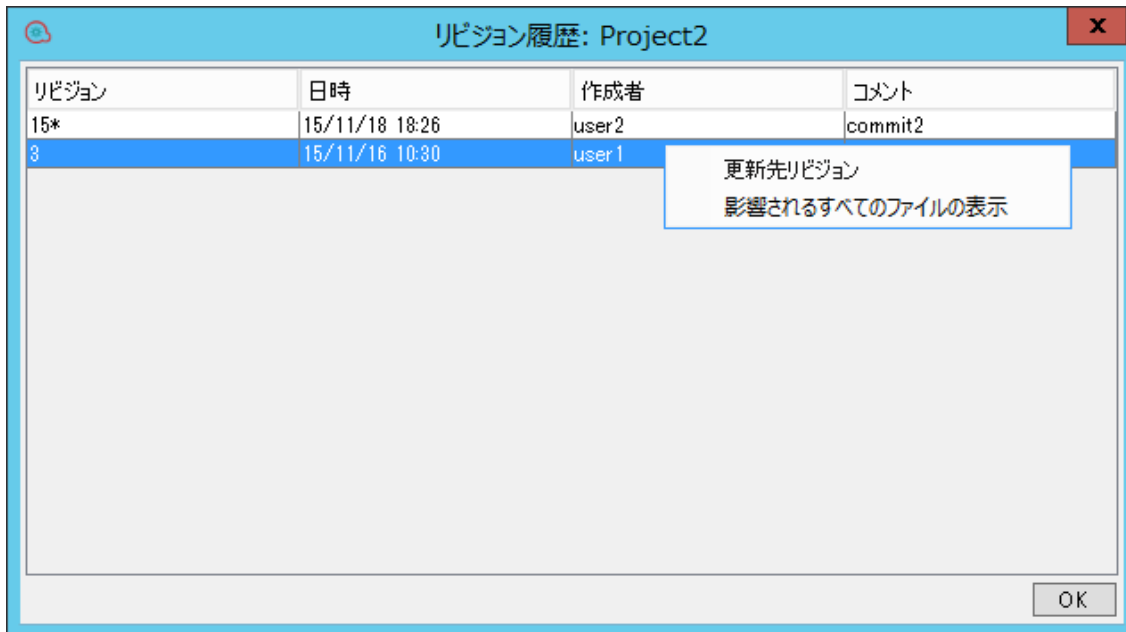 リビジョン履歴: Project2
x
リビジョン 日時 作成者 コメント
15* 15/11/18 18:26 user2 commit2
3 15/11/16 10:30 user1
更新先リビジョン
影響されるすべてのファイルの表示
OK